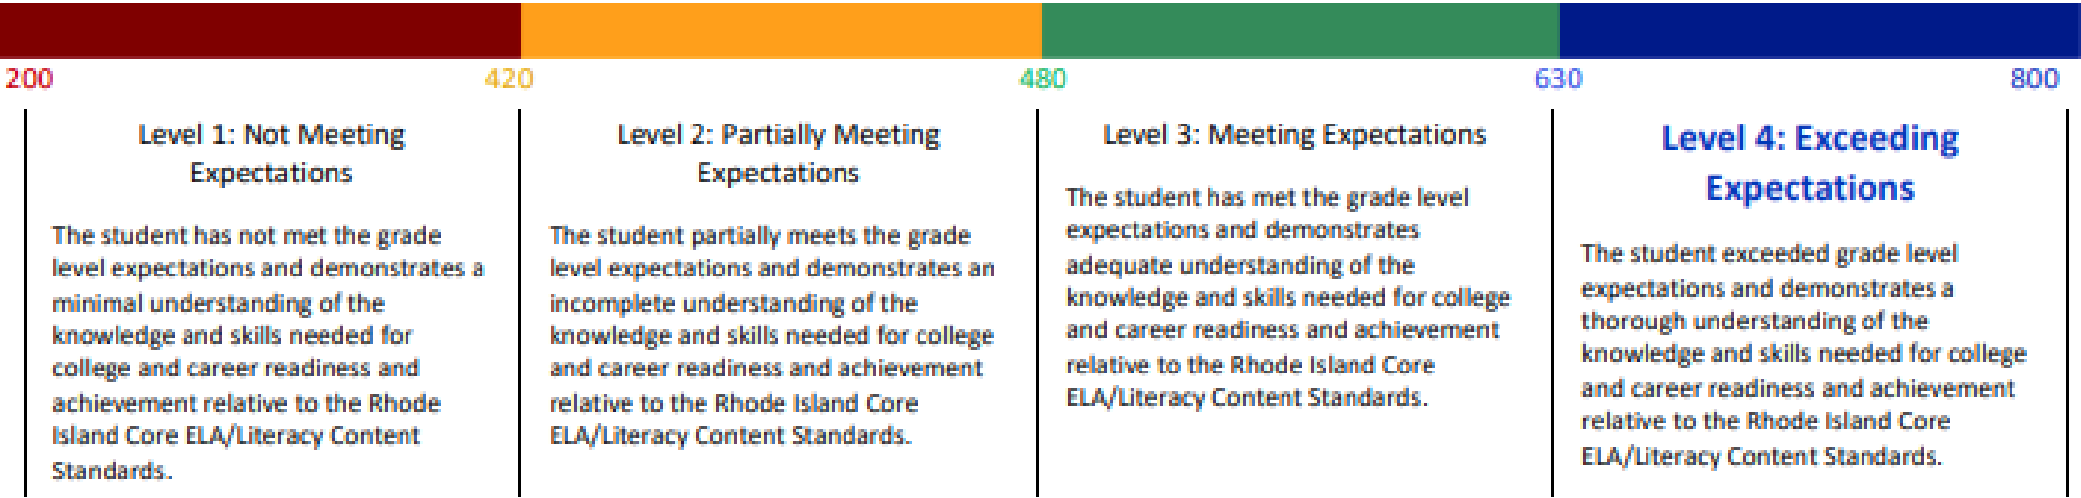 200 420 480 630 800
Level 1: Not Meeting
Expectations
The student has not met the grade
level expectations and demonstrates a
minimal understanding of the
knowledge and skills needed for
college and career readiness and
achievement relative to the Rhode
Island Core ELA/Literacy Content
Standards.
Level 2: Partially Meeting
Expectations
The student partially meets the grade
level expectations and demonstrates an
incomplete understanding of the
knowledge and skills needed for college
and career readiness and achievement
relative to the Rhode Island Core
ELA/Literacy Content Standards.
Level 3: Meeting Expectations
The student has met the grade level
expectations and demonstrates
adequate understanding of the
knowledge and skills needed for college
and career readiness and achievement
relative to the Rhode Island Core
ELA/Literacy Content Standards.
Level 4: Exceeding
Expectations
The student exceeded grade level
expectations and demonstrates a
thorough understanding of the
knowledge and skills needed for college
and career readiness and achievement
relative to the Rhode Island Core
ELA/Literacy Content Standards.